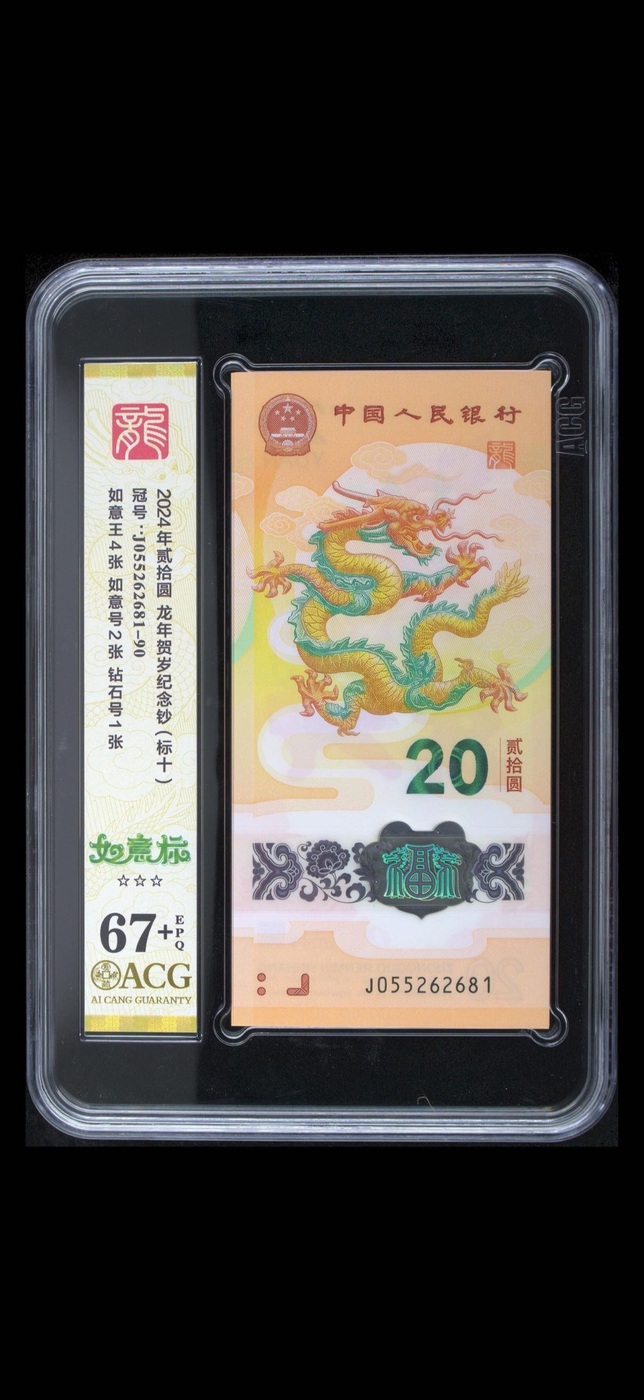 龍
2024年贰拾圆 龙年贺岁纪念钞(标十)
冠号:J055262681-90
如意王4张 如意号2张 钻石号1张
如意标
☆☆☆
67+EPQ
ACG
AI CANG GUARANTY
中国人民银行
龍
20
贰拾圆
福
J055262681
ACG